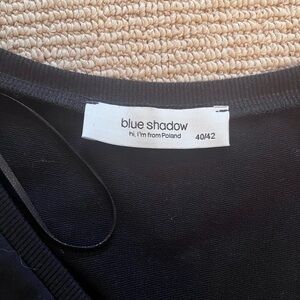 blue shadow
hi, I'm from Poland
40/42